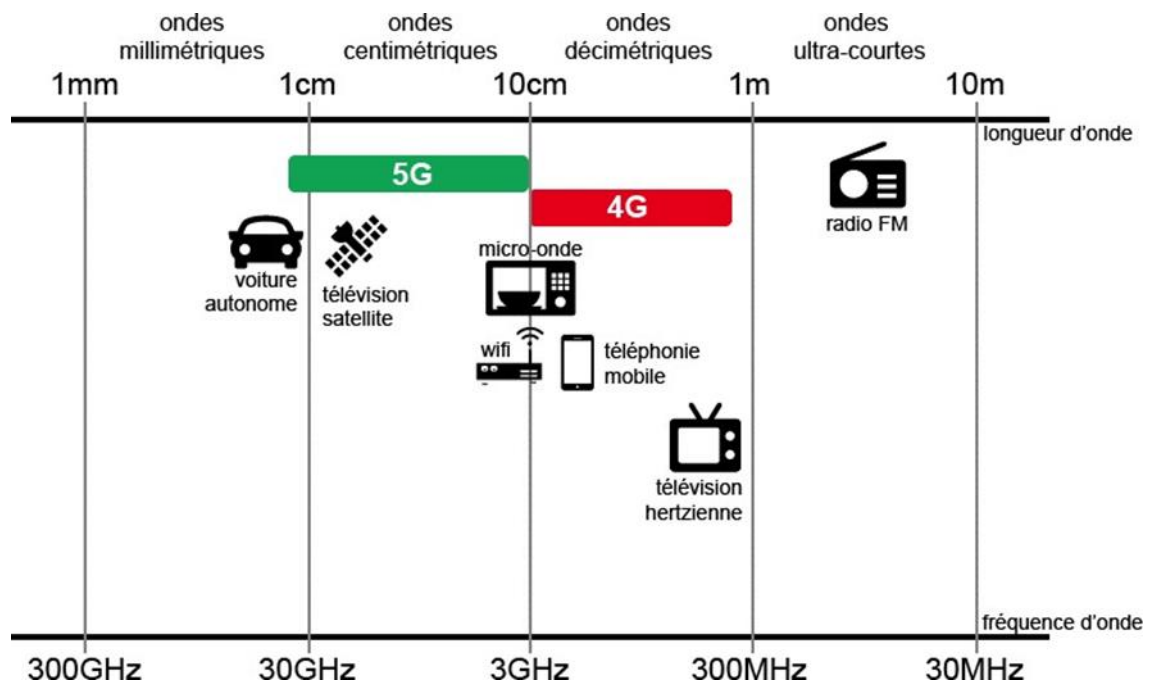 ondes
millimétriques
ondes
centimétriques
ondes
décimétriques
ondes
ultra-courtes
1mm
1cm
10cm
1m
10m
longueur d'onde
5G
4G
radio FM
micro-onde
voiture
autonome
télévision
satellite
wifi
téléphonie
mobile
télévision
hertzienne
fréquence d'onde
300GHz
30GHz
3GHz
300MHz
30MHz